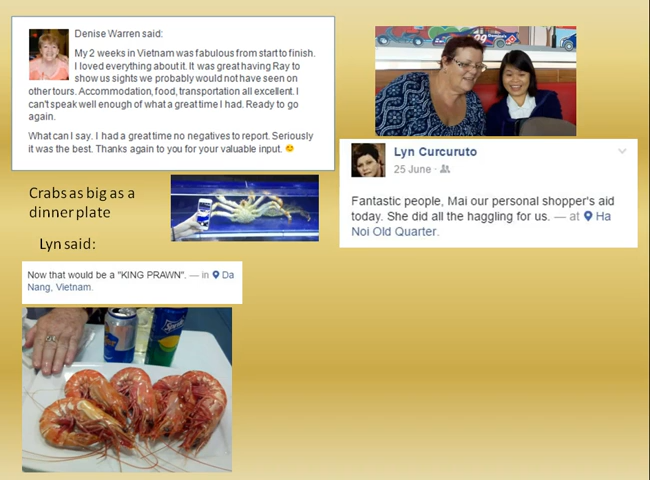 Denise Warren said:
My 2 weeks in Vietnam was fabulous from start to finish.
I loved everything about it. It was great having Ray to
show us sights we probably would not have seen on
other tours. Accommodation, food, transportation all excellent. I
can't speak well enough of what a great time I had. Ready to go
again.
What can I say. I had a great time no negatives to report. Seriously
it was the best. Thanks again to you for your valuable input.
Lyn Curcuruto
25 June ·
Fantastic people, Mai our personal shopper's aid
today. She did all the haggling for us. — at Ha
Noi Old Quarter.
Crabs as big as a
dinner plate
Lyn said:
Now that would be a "KING PRAWN". — in Da
Nang, Vietnam.
Sprite